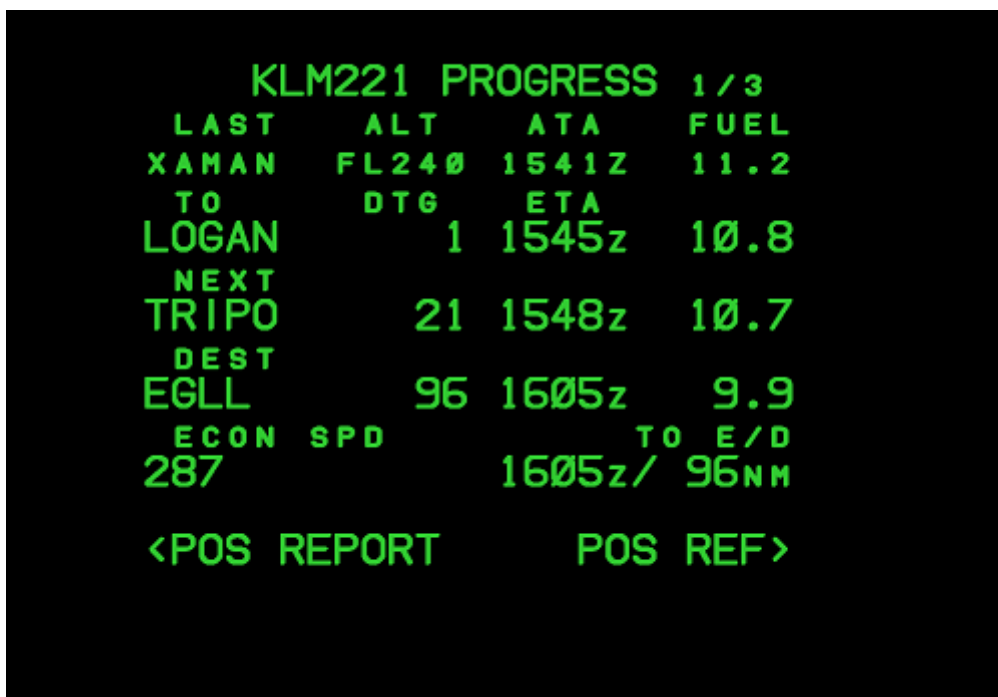 KLM221 PROGRESS 1/3
LAST ALT ATA FUEL
XAMAN FL240 1541Z 11.2
TO DTG ETA
LOGAN 1 1545z 10.8
NEXT
TRIPO 21 1548z 10.7
DEST
EGLL 96 1605z 9.9
ECON SPD TO E/D
287 1605z/ 96NM
<POS REPORT POS REF>